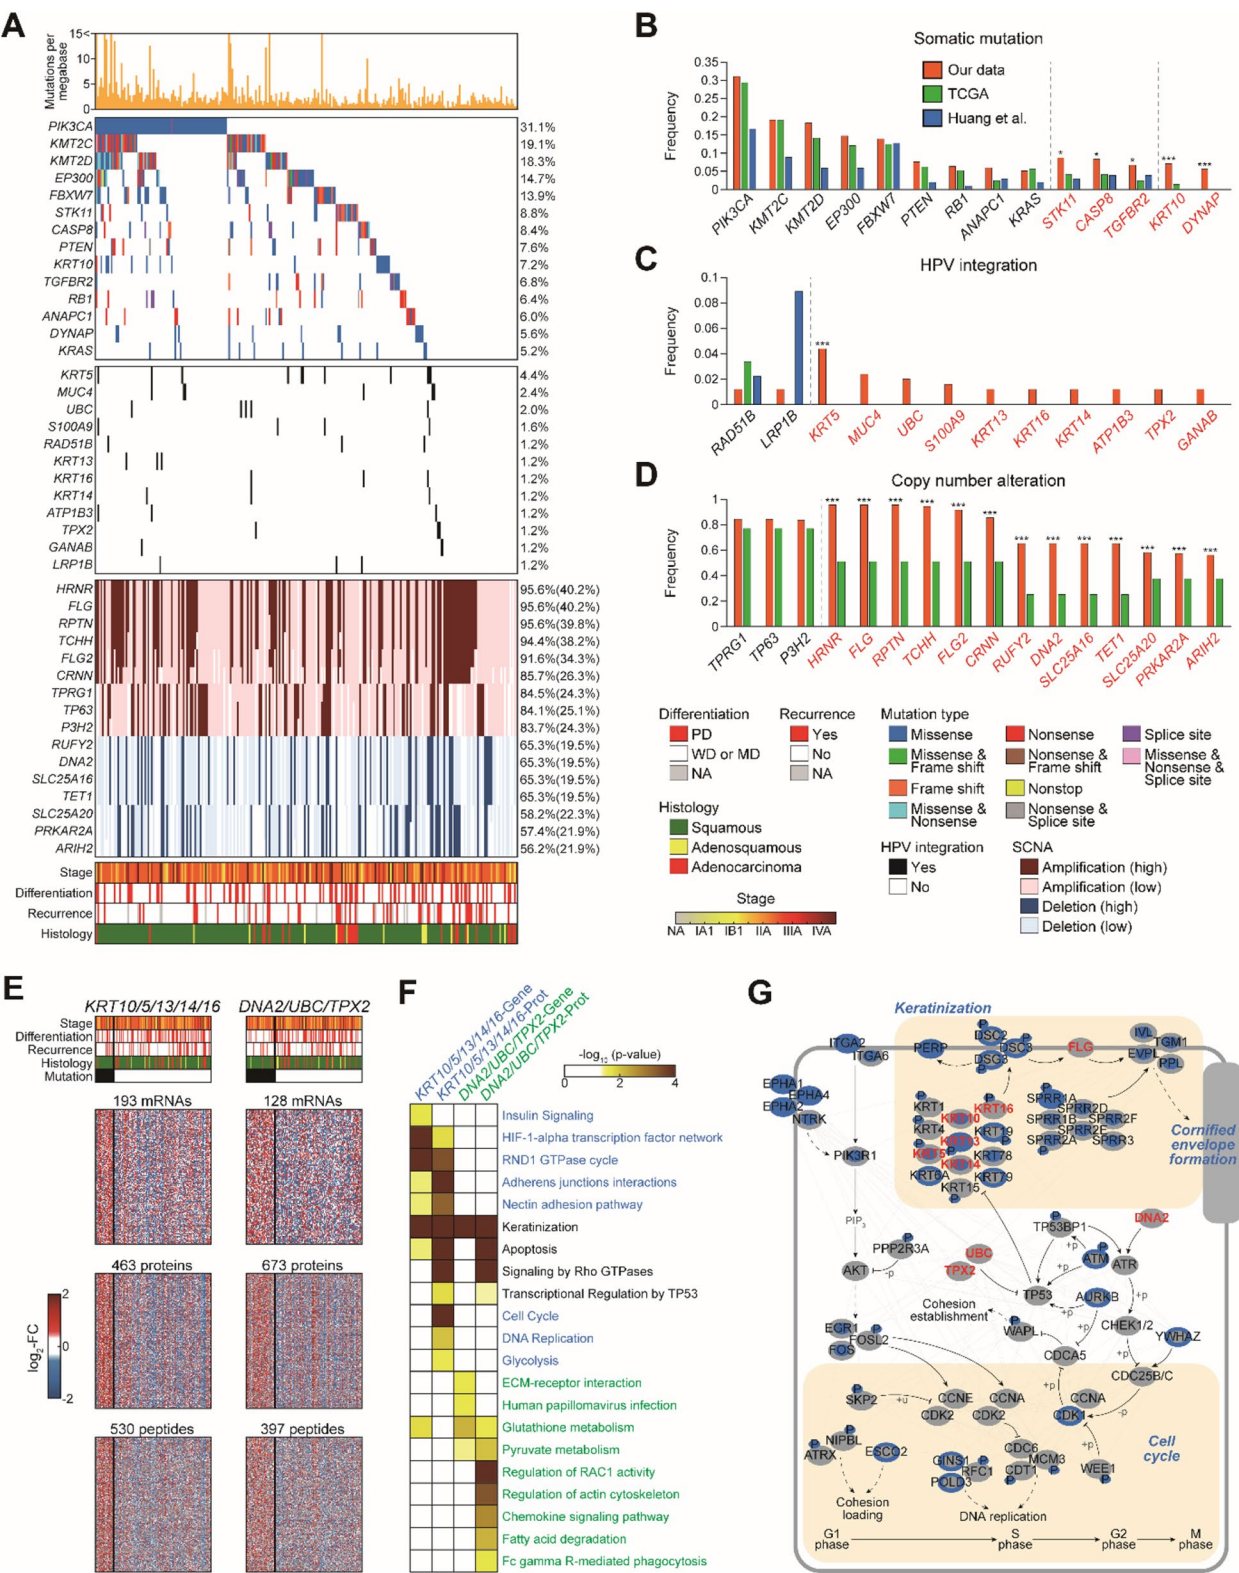 A
Mutations per
megabase
15<
10
5
0
PIK3CA 31.1%
KMT2C 19.1%
KMT2D 18.3%
EP300 14.7%
FBXW7 13.9%
STK11 8.8%
CASP8 8.4%
PTEN 7.6%
KRT10 7.2%
TGFBR2 6.8%
RB1 6.4%
ANAPC1 6.0%
DYNAP 5.6%
KRAS 5.2%
KRT5 4.4%
MUC4 2.4%
UBC 2.0%
S100A9 1.6%
RAD51B 1.2%
KRT13 1.2%
KRT16 1.2%
KRT14 1.2%
ATP1B3 1.2%
TPX2 1.2%
GANAB 1.2%
LRP1B 1.2%
HRNR 95.6%(40.2%)
FLG 95.6%(40.2%)
RPTN 95.6%(39.8%)
TCHH 94.4%(38.2%)
FLG2 91.6%(34.3%)
CRNN 85.7%(26.3%)
TPRG1 84.5%(24.3%)
TP63 84.1%(25.1%)
P3H2 83.7%(24.3%)
RUFY2 65.3%(19.5%)
DNA2 65.3%(19.5%)
SLC25A16 65.3%(19.5%)
TET1 65.3%(19.5%)
SLC25A20 58.2%(22.3%)
PRKAR2A 57.4%(21.9%)
ARIH2 56.2%(21.9%)
Stage
Differentiation
Recurrence
Histology
B
Somatic mutation
Our data
TCGA
Huang et al.
Frequency
0.35
0.3
0.25
0.2
0.15
0.1
0.05
0
* * * *** ***
PIK3CA KMT2C KMT2D EP300 FBXW7 PTEN RB1 ANAPC1 KRAS STK11 CASP8 TGFBR2 KRT10 DYNAP
C
HPV integration
Frequency
0.1
0.08
0.06
0.04
0.02
0
***
RAD51B LRP1B KRT5 MUC4 UBC S100A9 KRT13 KRT16 KRT14 ATP1B3 TPX2 GANAB
D
Copy number alteration
Frequency
1
0.8
0.6
0.4
0.2
0
*** *** *** *** *** *** *** *** *** *** *** *** ***
TPRG1 TP63 P3H2 HRNR FLG RPTN TCHH FLG2 CRNN RUFY2 DNA2 SLC25A16 TET1 SLC25A20 PRKAR2A ARIH2
Differentiation
PD
WD or MD
NA
Recurrence
Yes
No
NA
Histology
Squamous
Adenosquamous
Adenocarcinoma
Stage
NA IA1 IB1 IIA IIIA IVA
Mutation type
Missense
Missense &
Frame shift
Frame shift
Missense &
Nonsense
Nonsense
Nonsense &
Frame shift
Nonstop
Nonsense &
Splice site
Splice site
Missense &
Nonsense &
Splice site
HPV integration
Yes
No
SCNA
Amplification (high)
Amplification (low)
Deletion (high)
Deletion (low)
E
KRT10/5/13/14/16
DNA2/UBC/TPX2
Stage
Differentiation
Recurrence
Histology
Mutation
193 mRNAs
128 mRNAs
463 proteins
673 proteins
530 peptides
397 peptides
log2-FC
2
0
-2
F
KRT10/5/13/14/16-Gene
KRT10/5/13/14/16-Prot
DNA2/UBC/TPX2-Gene
DNA2/UBC/TPX2-Prot
-log10 (p-value)
0 2 4
Insulin Signaling
HIF-1-alpha transcription factor network
RND1 GTPase cycle
Adherens junctions interactions
Nectin adhesion pathway
Keratinization
Apoptosis
Signaling by Rho GTPases
Transcriptional Regulation by TP53
Cell Cycle
DNA Replication
Glycolysis
ECM-receptor interaction
Human papillomavirus infection
Glutathione metabolism
Pyruvate metabolism
Regulation of RAC1 activity
Regulation of actin cytoskeleton
Chemokine signaling pathway
Fatty acid degradation
Fc gamma R-mediated phagocytosis
G
Keratinization
ITGA2
ITGA6
PERP
P
DSC2
DSC3
P
DSG3
P
FLG
IVL
TGM1
EVPL
PPL
EPHA1
EPHA4
EPHA2
NTRK
P
KRT1
KRT16
KRT10
KRT4
KRT19
KRT13
KRT5
KRT78
KRT14
KRT6A
KRT79
KRT15
P
P
SPRR1A
SPRR2D
SPRR1B
SPRR2F
SPRR2E
SPRR2A
SPRR3
P
Cornified
envelope
formation
PIK3R1
PIP3
PPP2R3A
P
-p
AKT
UBC
TPX2
TP53BP1
P
DNA2
+p
ATM
P
ATR
+p
TP53
AURKB
+p
+p
Cohesion
establishment
WAPL
P
CHEK1/2
+p
YWHAZ
EGR1
FOSL2
P
FOS
CDCA5
CDC25B/C
+p
-p
SKP2
P
+u
CCNE
CDK2
CCNA
CDK2
CCNA
CDK1
+p
WEE1
P
Cell
cycle
P
NIPBL
P
ATRX
ESCO2
GINS1
P
RFC1
POLD3
CDC6
MCM3
CDT1
P
P
Cohesion
loading
DNA replication
G1
phase
S
phase
G2
phase
M
phase